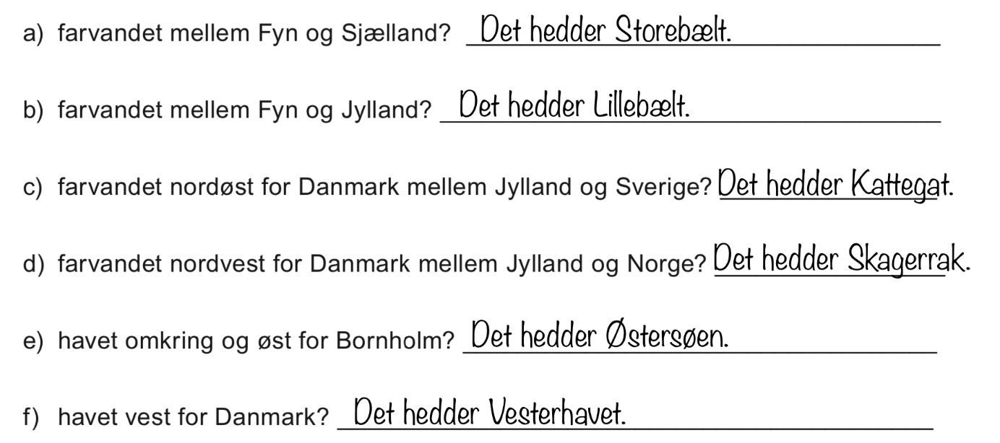 a) farvandet mellem Fyn og Sjælland? Det hedder Storebælt.
b) farvandet mellem Fyn og Jylland? Det hedder Lillebælt.
c) farvandet nordøst for Danmark mellem Jylland og Sverige? Det hedder Kattegat.
d) farvandet nordvest for Danmark mellem Jylland og Norge? Det hedder Skagerrak.
e) havet omkring og øst for Bornholm? Det hedder Østersøen.
f) havet vest for Danmark? Det hedder Vesterhavet.